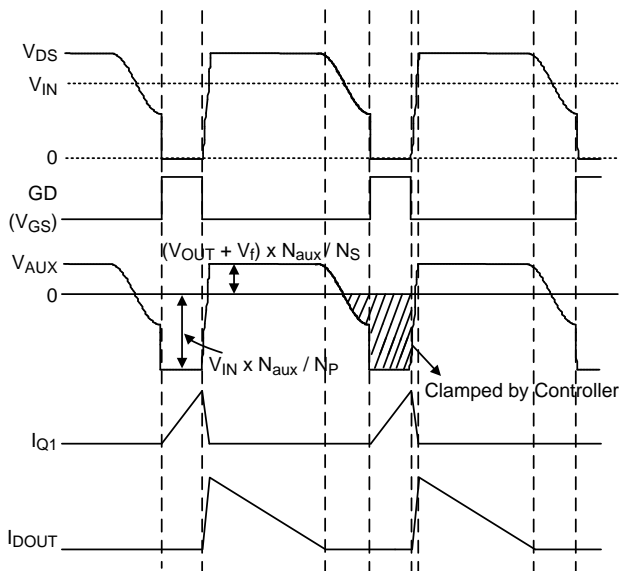 VDS
VIN
0
GD
(VGS)
(VOUT + Vf) x Naux / NS
VAUX
0
VIN x Naux / NP
Clamped by Controller
IQ1
IDOUT